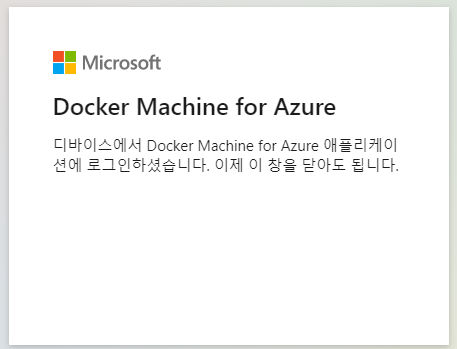 Microsoft
Docker Machine for Azure
디바이스에서 Docker Machine for Azure 애플리케이
션에 로그인하셨습니다. 이제 이 창을 닫아도 됩니다.